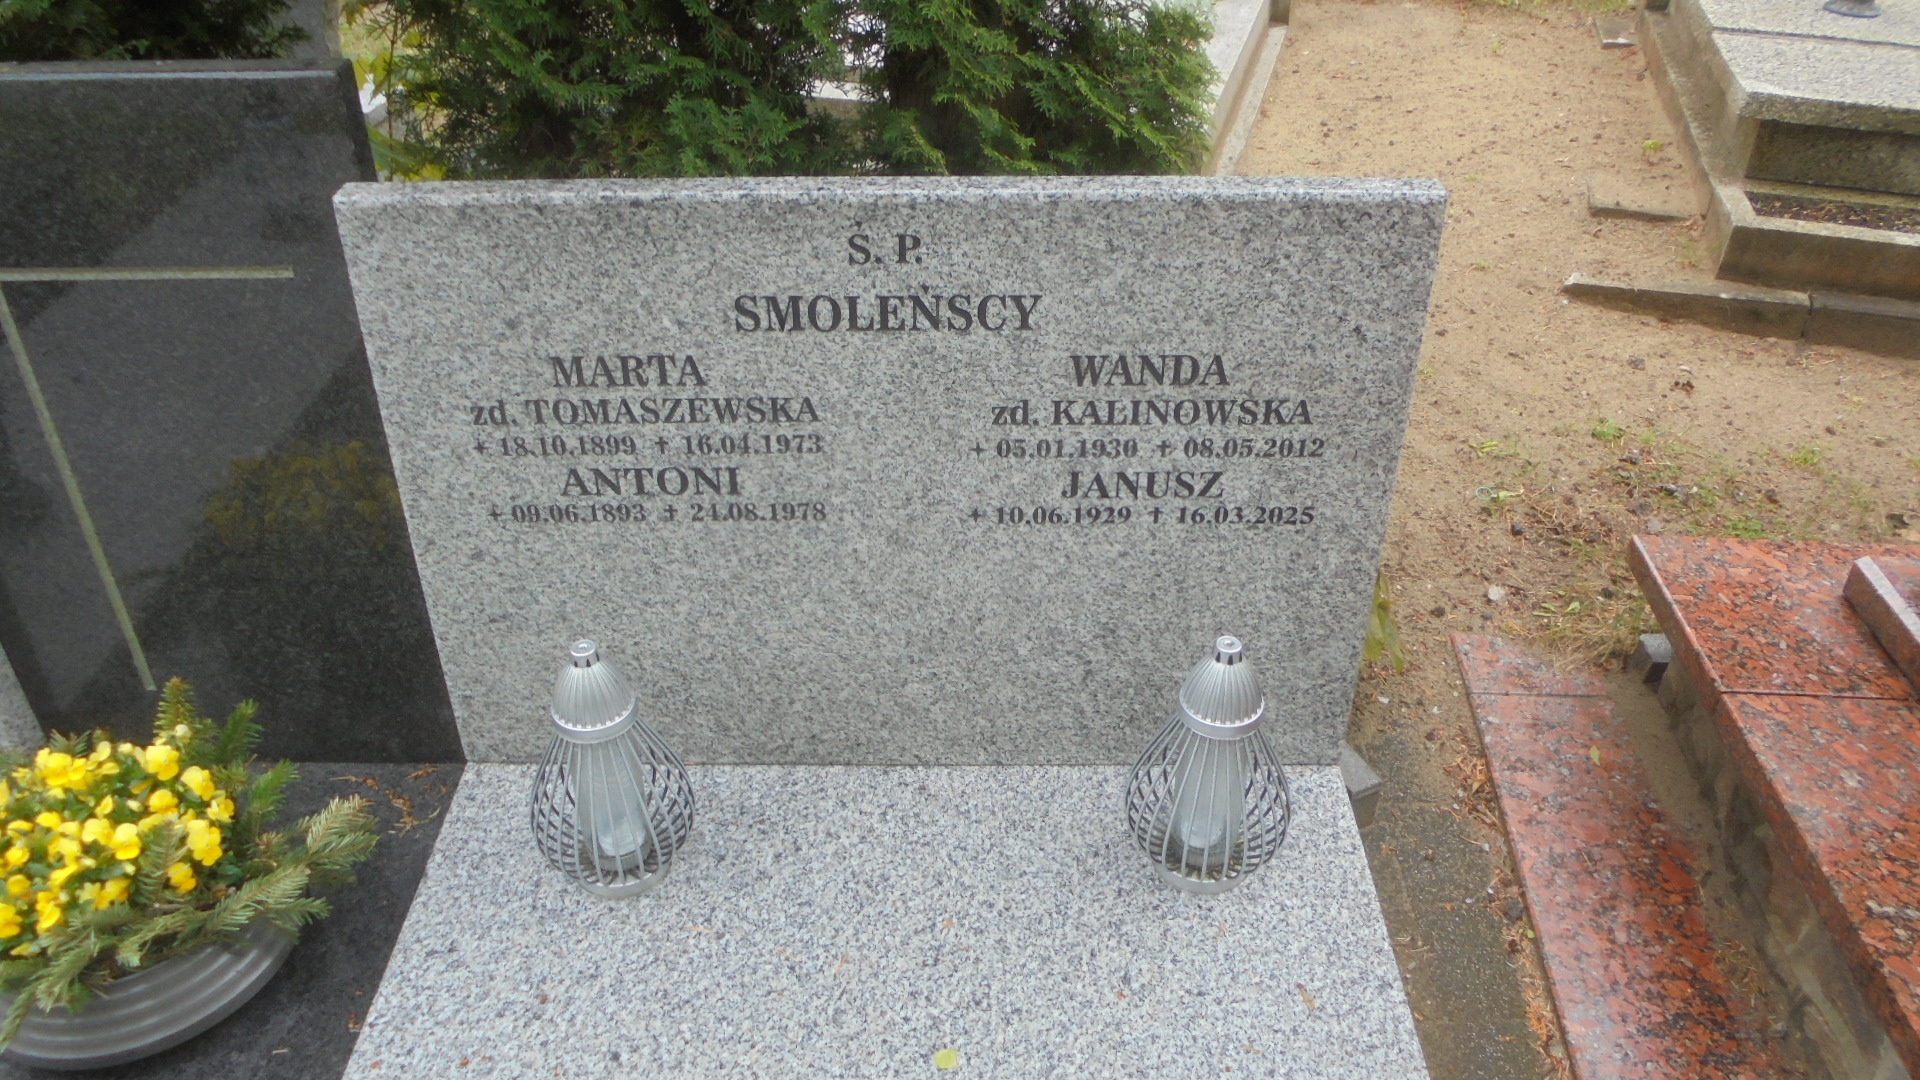 Ś. P.
SMOLEŃSCY
MARTA
zd. TOMASZEWSKA
+ 18.10.1899 † 16.04.1973
ANTONI
+ 09.06.1893 † 24.08.1978
WANDA
zd. KALINOWSKA
+ 05.01.1930 † 08.05.2012
JANUSZ
+ 10.06.1929 † 16.03.2025